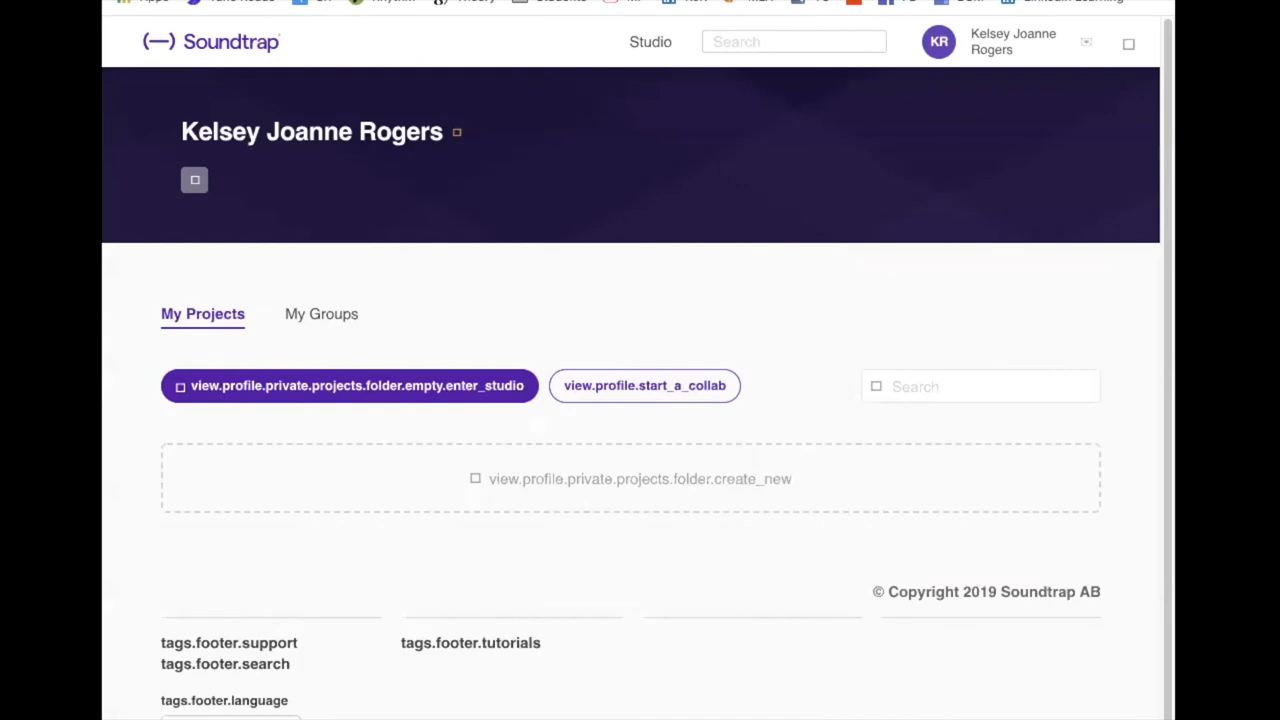 (—) Soundtrap
Studio
Search
KR
Kelsey Joanne
Rogers
Kelsey Joanne Rogers
My Projects
My Groups
view.profile.private.projects.folder.empty.enter_studio
view.profile.start_a_collab
Search
view.profile.private.projects.folder.create_new
© Copyright 2019 Soundtrap AB
tags.footer.support
tags.footer.tutorials
tags.footer.search
tags.footer.language